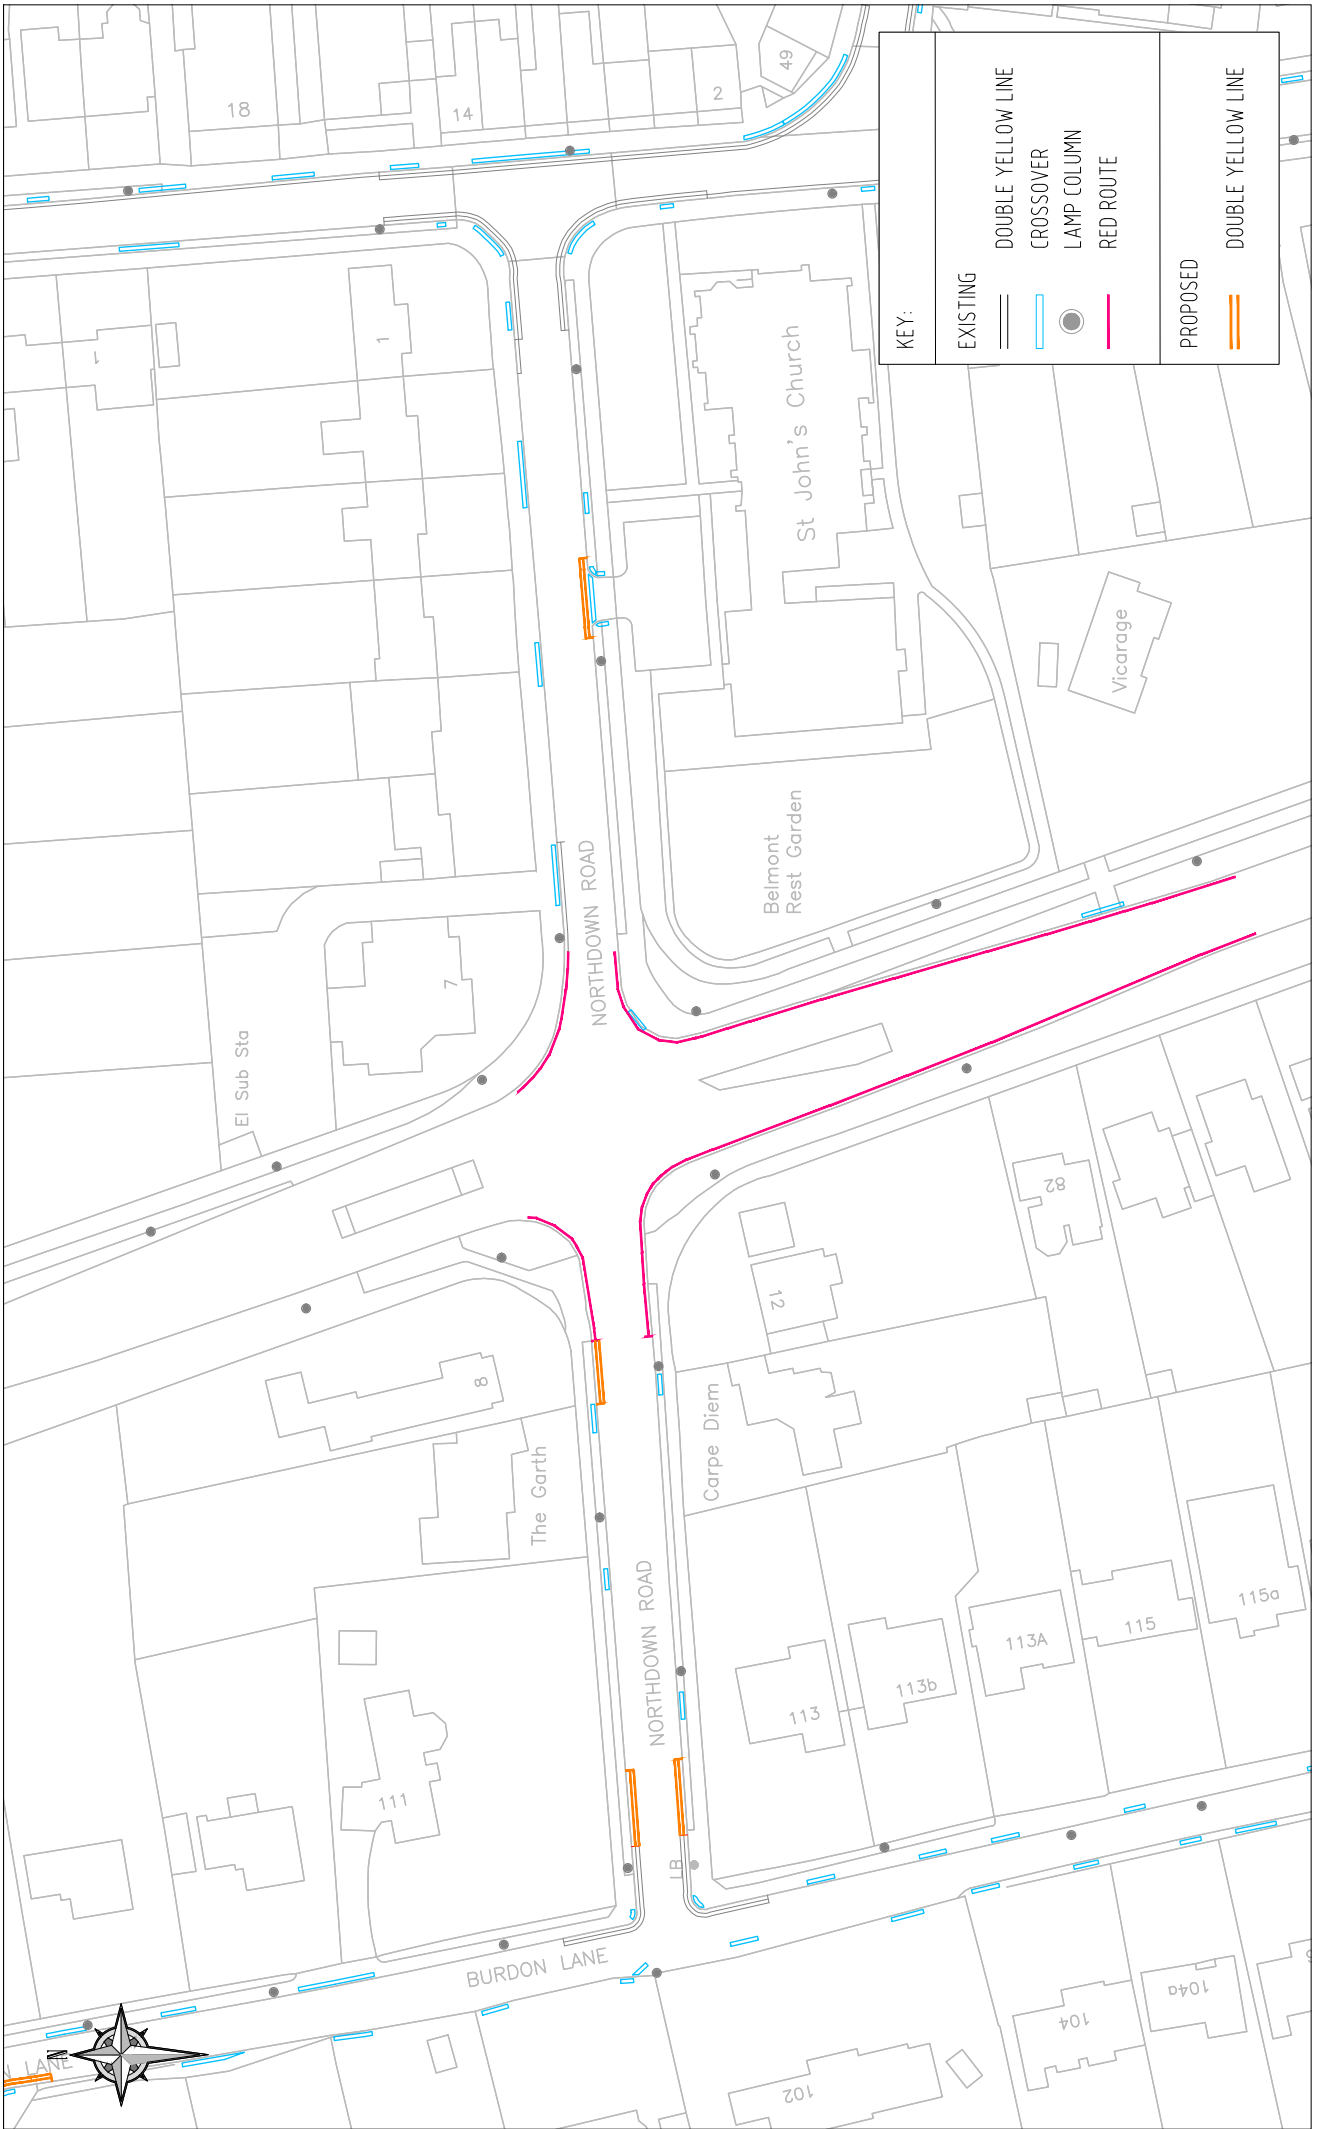 KEY:
EXISTING
DOUBLE YELLOW LINE
CROSSOVER
LAMP COLUMN
RED ROUTE
PROPOSED
DOUBLE YELLOW LINE
18
14
2
49
1
1
St John's Church
Vicarage
Belmont
Rest Garden
NORTHDOWN ROAD
7
El Sub Sta
82
12
8
Carpe Diem
The Garth
NORTHDOWN ROAD
111
113
113b
113A
115
115a
LB
BURDON LANE
N LANE
N
102
104
104a